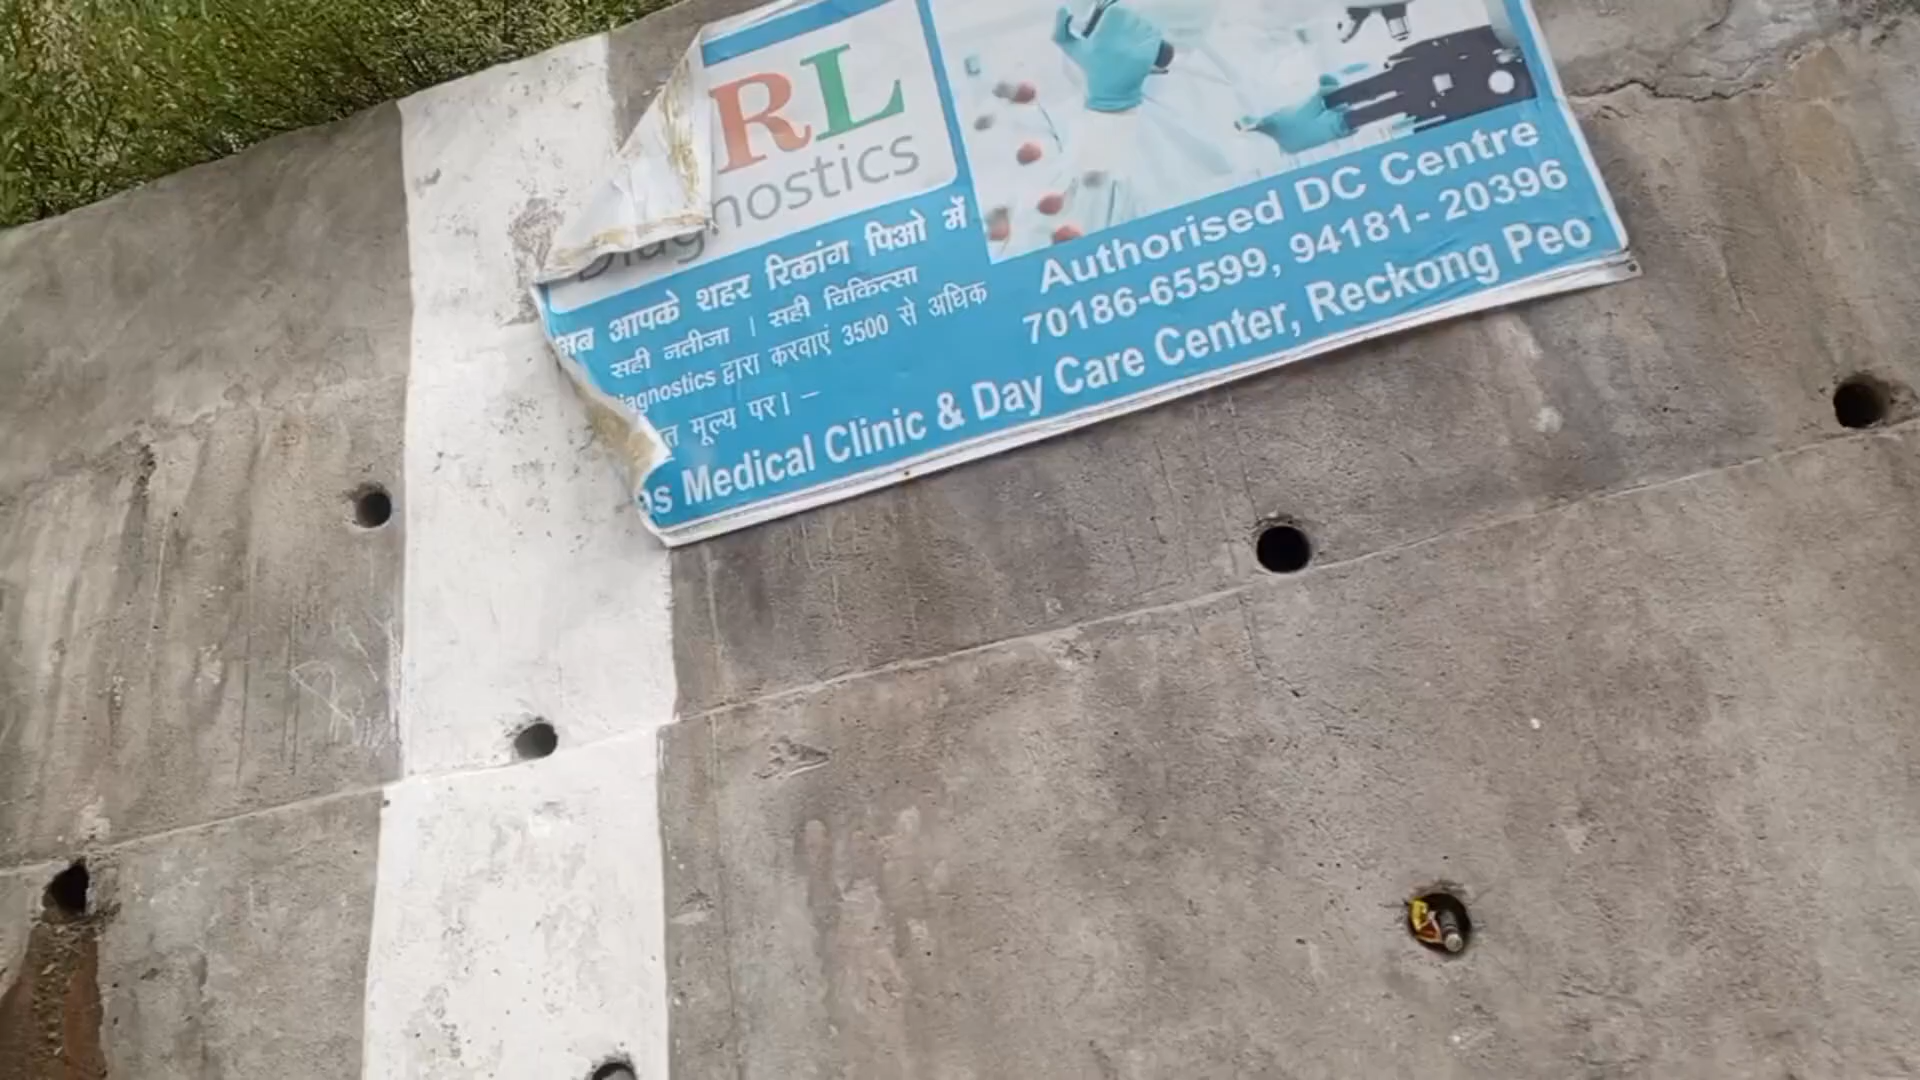 RL
Diagnostics
अब आपके शहर रिकांग पिओ में
सही नतीजा । सही चिकित्सा
iagnostics द्वारा करवाएं 3500 से अधिक
मूल्य पर। –
Authorised DC Centre
70186-65599, 94181- 20396
Medical Clinic & Day Care Center, Reckong Peo